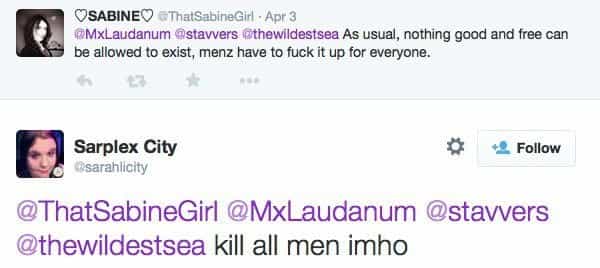 ♡SABINE♡ @ThatSabineGirl · Apr 3
@MxLaudanum @stavvers @thewildestsea As usual, nothing good and free can
be allowed to exist, menz have to fuck it up for everyone.
Sarplex City
@sarahlicity
Follow
@ThatSabineGirl @MxLaudanum @stavvers
@thewildestsea kill all men imho